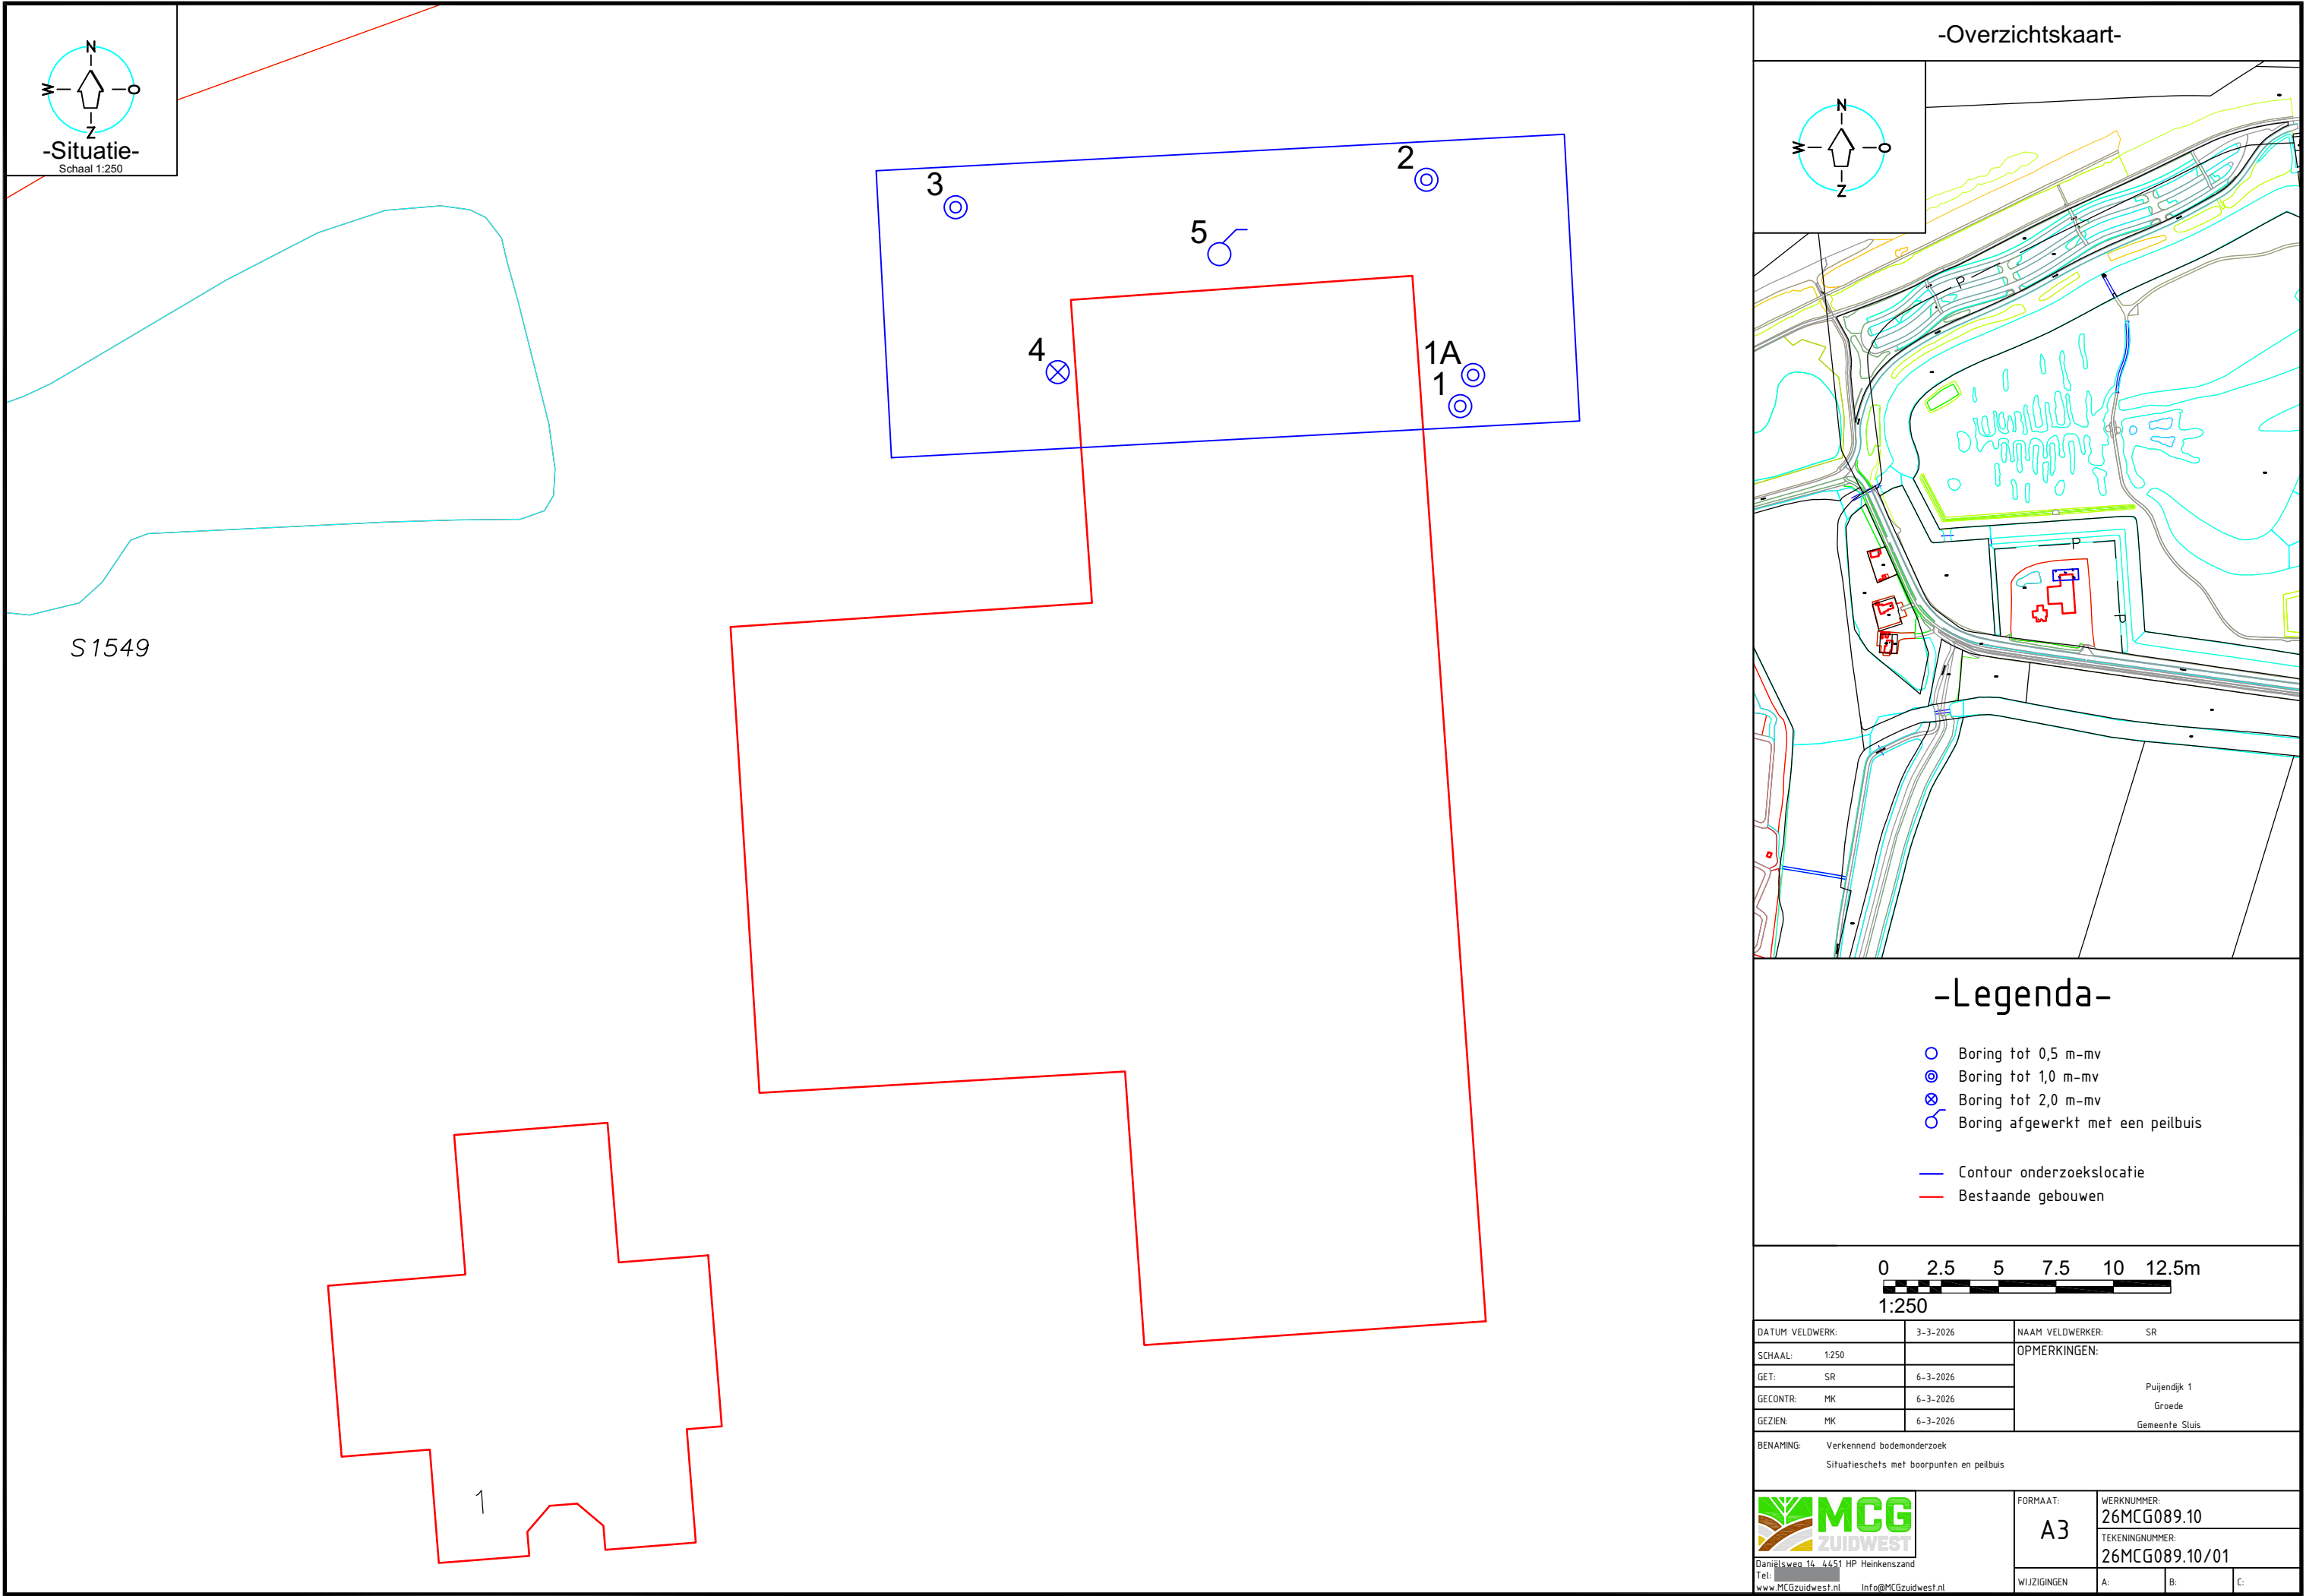 N
W
O
Z
-Situatie-
Schaal 1:250
3
2
5
4
1A
1
S1549
1
-Overzichtskaart-
N
W
O
Z
P
P
P
-Legenda-
Boring tot 0,5 m-mv
Boring tot 1,0 m-mv
Boring tot 2,0 m-mv
Boring afgewerkt met een peilbuis
Contour onderzoekslocatie
Bestaande gebouwen
0 2.5 5 7.5 10 12.5m
1:250
DATUM VELDWERK: 3-3-2026 NAAM VELDWERKER: SR
SCHAAL: 1:250 OPMERKINGEN:
GET: SR 6-3-2026
Puijendijk 1
GECONTR: MK 6-3-2026
Groede
GEZIEN: MK 6-3-2026
Gemeente Sluis
BENAMING: Verkennend bodemonderzoek
Situatieschets met boorpunten en peilbuis
MCG
ZUIDWEST
Daniëlsweg 14 4451 HP Heinkenszand
Tel:
www.MCGzuidwest.nl Info@MCGzuidwest.nl
FORMAAT:
A3
WERKNUMMER:
26MCG089.10
TEKENINGNUMMER:
26MCG089.10/01
WIJZIGINGEN A: B: C: